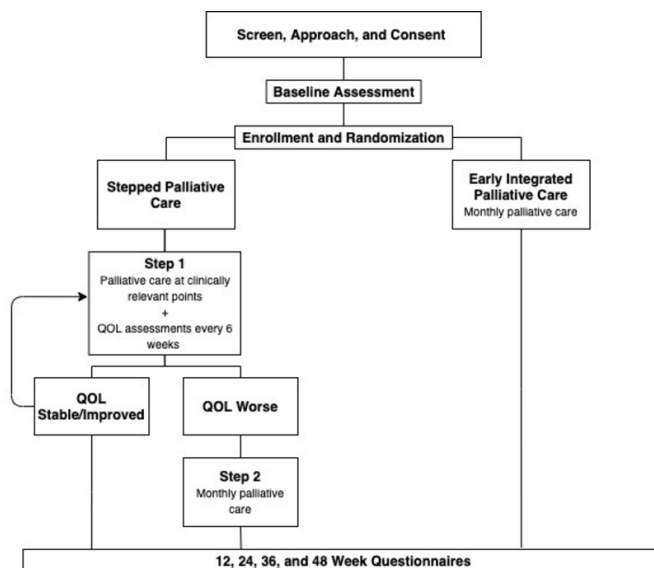 Screen, Approach, and Consent
Baseline Assessment
Enrollment and Randomization
Stepped Palliative
Care
Early Integrated
Palliative Care
Monthly palliative care
Step 1
Palliative care at clinically
relevant points
+
QOL assessments every 6
weeks
QOL
Stable/Improved
QOL Worse
Step 2
Monthly palliative
care
12, 24, 36, and 48 Week Questionnaires